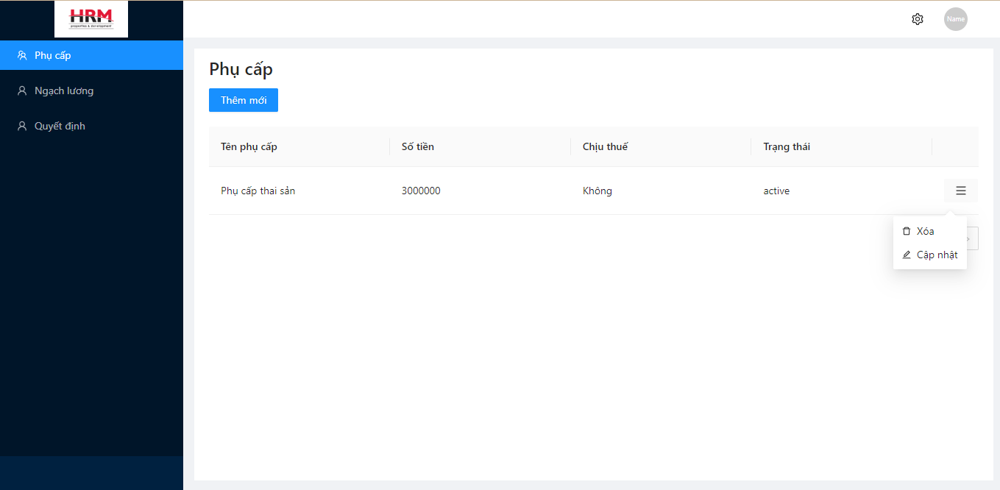 HRM
properties & development
Name
Phụ cấp
Ngạch lương
Quyết định
Phụ cấp
Thêm mới
Tên phụ cấp Số tiền Chịu thuế Trạng thái
Phụ cấp thai sản 3000000 Không active
Xóa
Cập nhật